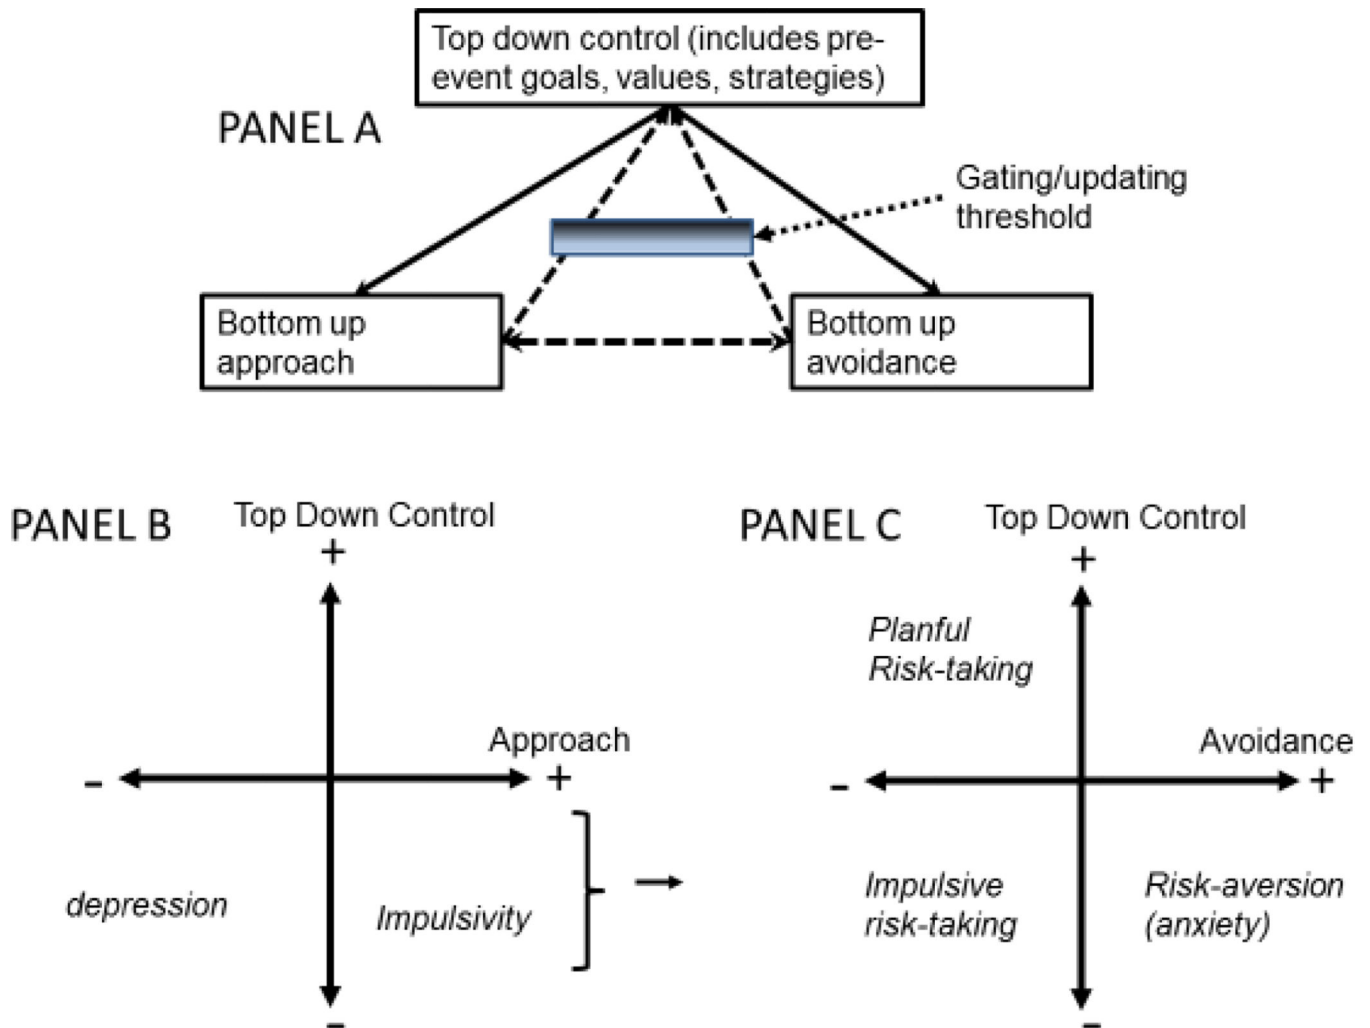 Top down control (includes pre-
event goals, values, strategies)
PANEL A
Gating/updating
threshold
Bottom up
approach
Bottom up
avoidance
PANEL B
Top Down Control
+
Approach
-
+
depression
Impulsivity
-
PANEL C
Top Down Control
+
Planful
Risk-taking
Avoidance
-
+
Impulsive
risk-taking
Risk-aversion
(anxiety)
-